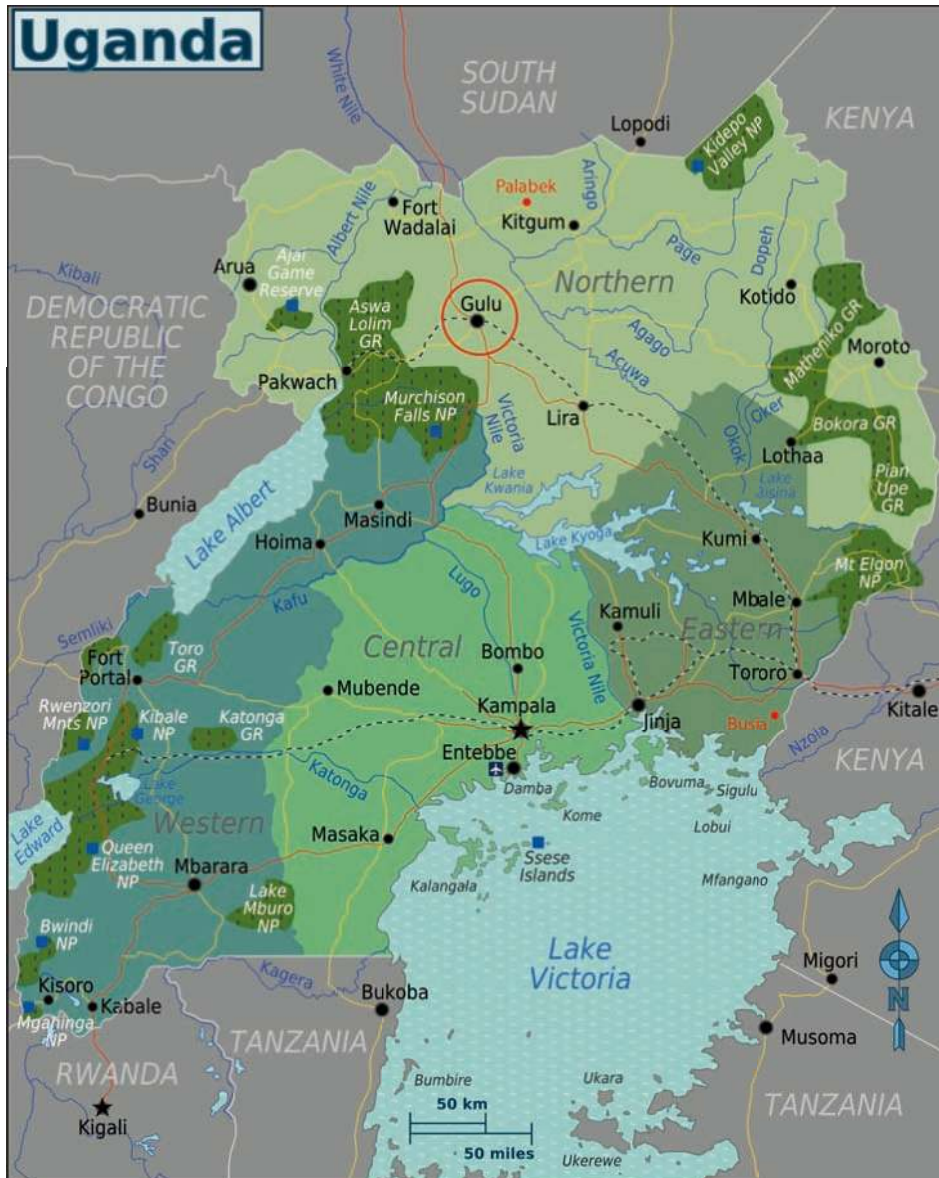 Uganda
White Nile
SOUTH
SUDAN
KENYA
Lopodi
Kidepo
Valley NP
Aringo
Palabek
Kitgum
Fort
Wadalai
Albert Nile
Page
Dopeh
Kibali
Arua
Ajai
Game
Reserve
Northern
Kotido
DEMOCRATIC
REPUBLIC
OF THE
CONGO
Aswa
Lolim
GR
Gulu
Agago
Matheniko GR
Moroto
Acuwa
Pakwach
Murchison
Falls NP
Victoria
Nile
Lira
Oker
Okok
Bokora GR
Lothaa
Shari
Lake
Kwania
Lake
Bisina
Pian
Upe
GR
Bunia
Lake Albert
Masindi
Hoima
Lake Kyoga
Kumi
Mt Elgon
NP
Lugo
Kafu
Semliki
Kamuli
Mbale
Eastern
Toro
GR
Central
Bombo
Victoria Nile
Fort
Portal
Mubende
Kampala
Tororo
Rwenzori
Mnts NP
Kibale
NP
Katonga
GR
Jinja
Busia
Kitale
Nzoia
Entebbe
KENYA
Katonga
Damba
Bovuma
Sigulu
Lake
George
Kome
Lobui
Lake
Edward
Western
Masaka
Queen
Elizabeth
NP
Mbarara
Ssese
Islands
Kalangala
Mfangano
Lake
Mburo
NP
Bwindi
NP
Lake
Victoria
Kagera
Migori
N
Kisoro
Kabale
Bukoba
Mgahinga
NP
Musoma
TANZANIA
RWANDA
Bumbire
Ukara
TANZANIA
Kigali
50 km
50 miles
Ukerewe